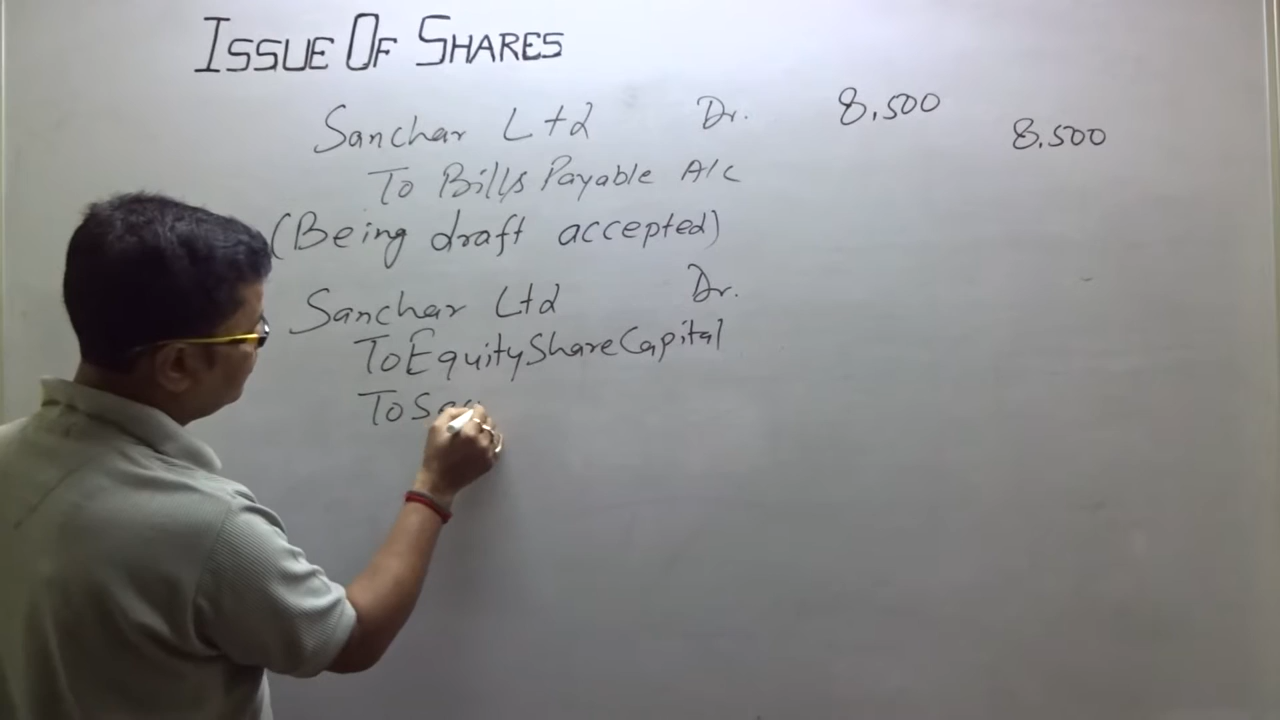 ISSUE OF SHARES
Sanchar Ltd Dr. 8,500
To Bills Payable A/c 8,500
(Being draft accepted)
Sanchar Ltd Dr.
To Equity Share Capital
To